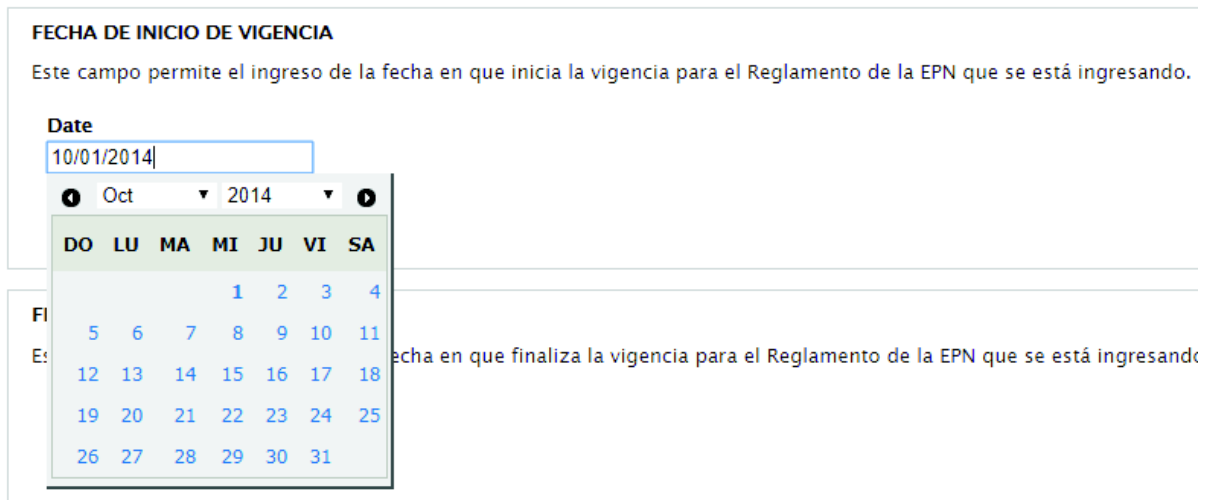 FECHA DE INICIO DE VIGENCIA
Este campo permite el ingreso de la fecha en que inicia la vigencia para el Reglamento de la EPN que se está ingresando.
Date
10/01/2014
Oct 2014
DO LU MA MI JU VI SA
1 2 3 4
5 6 7 8 9 10 11
12 13 14 15 16 17 18
19 20 21 22 23 24 25
26 27 28 29 30 31
en que finaliza la vigencia para el Reglamento de la EPN que se está